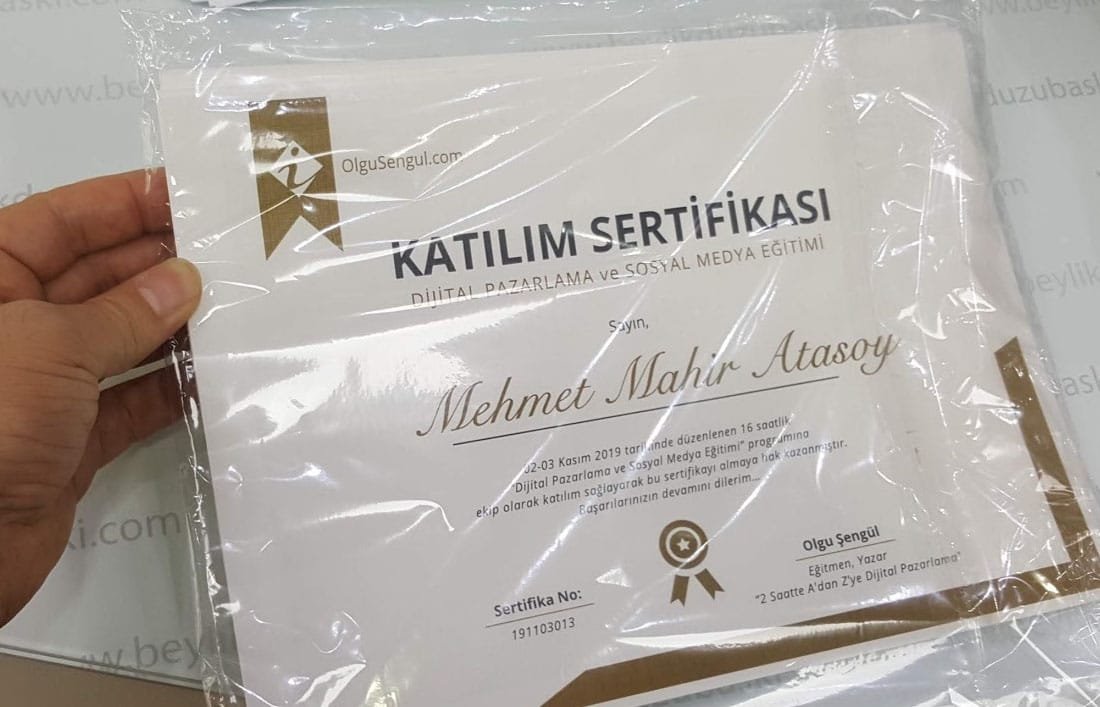 OlguSengul.com
KATILIM SERTİFİKASI
DİJİTAL PAZARLAMA ve SOSYAL MEDYA EĞİTİMİ
Sayın,
Mehmet Mahir Atasoy
02-03 Kasım 2019 tarihinde düzenlenen 16 saatlik
"Dijital Pazarlama ve Sosyal Medya Eğitimi" programına
ekip olarak katılım sağlayarak bu sertifikayı almaya hak kazanmıştır.
Başarılarınızın devamını dilerim...
Sertifika No:
191103013
Olgu Şengül
Eğitmen, Yazar
"2 Saatte A'dan Z'ye Dijital Pazarlama"